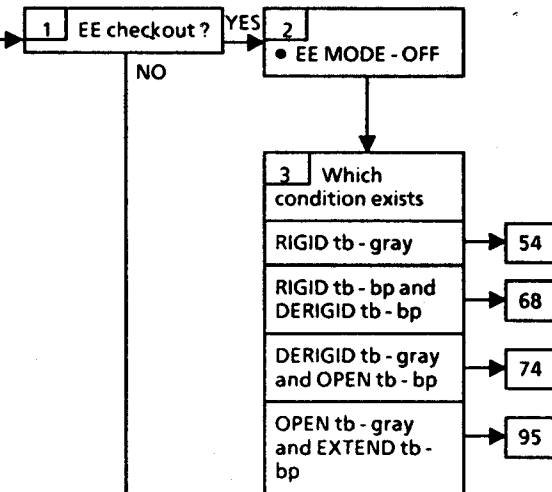 1 EE checkout ? YES
NO
2
• EE MODE - OFF
3 Which
condition exists
RIGID tb - gray 54
RIGID tb - bp and
DERIGID tb - bp
68
DERIGID tb - gray
and OPEN tb - bp
74
OPEN tb - gray
and EXTEND tb -
bp
95